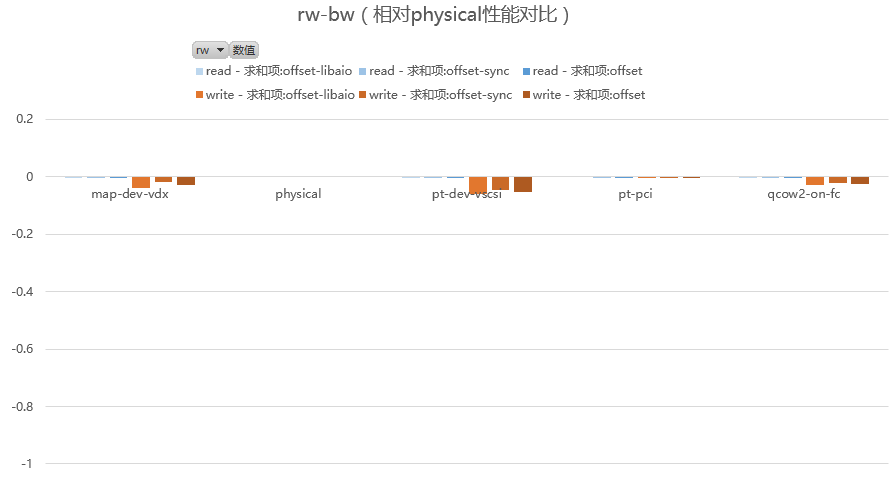 rw-bw（相对physical性能对比）
rw 数值
read - 求和项:offset-libaio read - 求和项:offset-sync read - 求和项:offset
write - 求和项:offset-libaio write - 求和项:offset-sync write - 求和项:offset
0.2
0
map-dev-vdx physical pt-dev-vscsi pt-pci qcow2-on-fc
-0.2
-0.4
-0.6
-0.8
-1